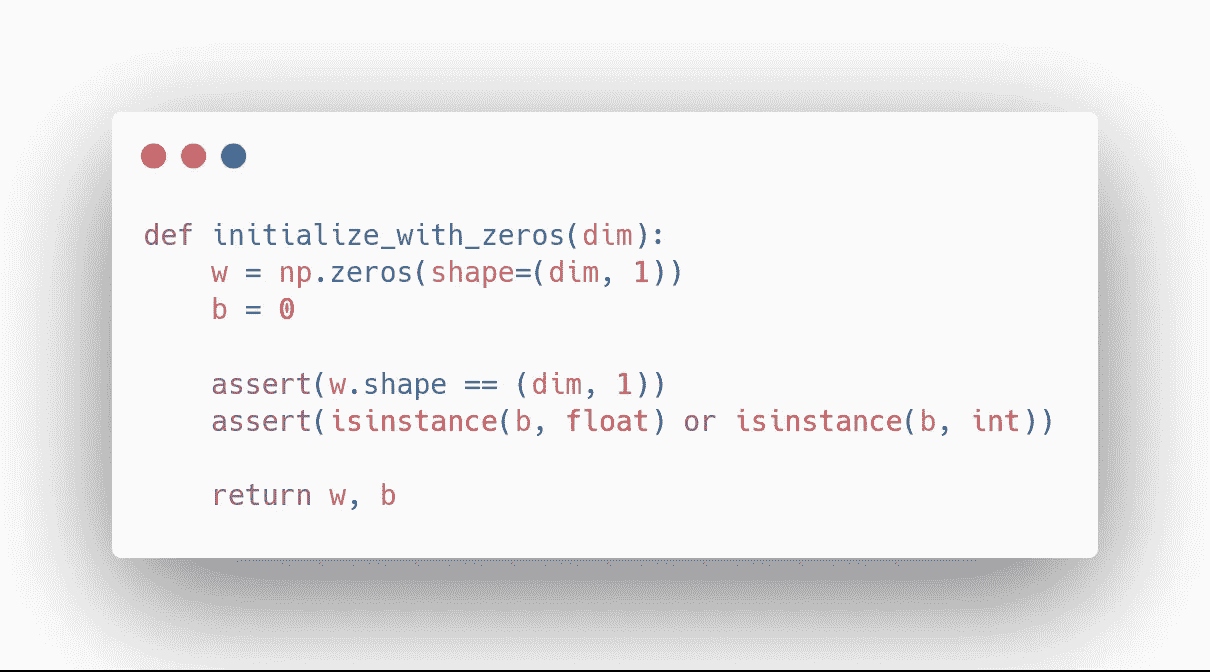 def initialize_with_zeros(dim):
    w = np.zeros(shape=(dim, 1))
    b = 0
    assert(w.shape == (dim, 1))
    assert(isinstance(b, float) or isinstance(b, int))
    return w, b